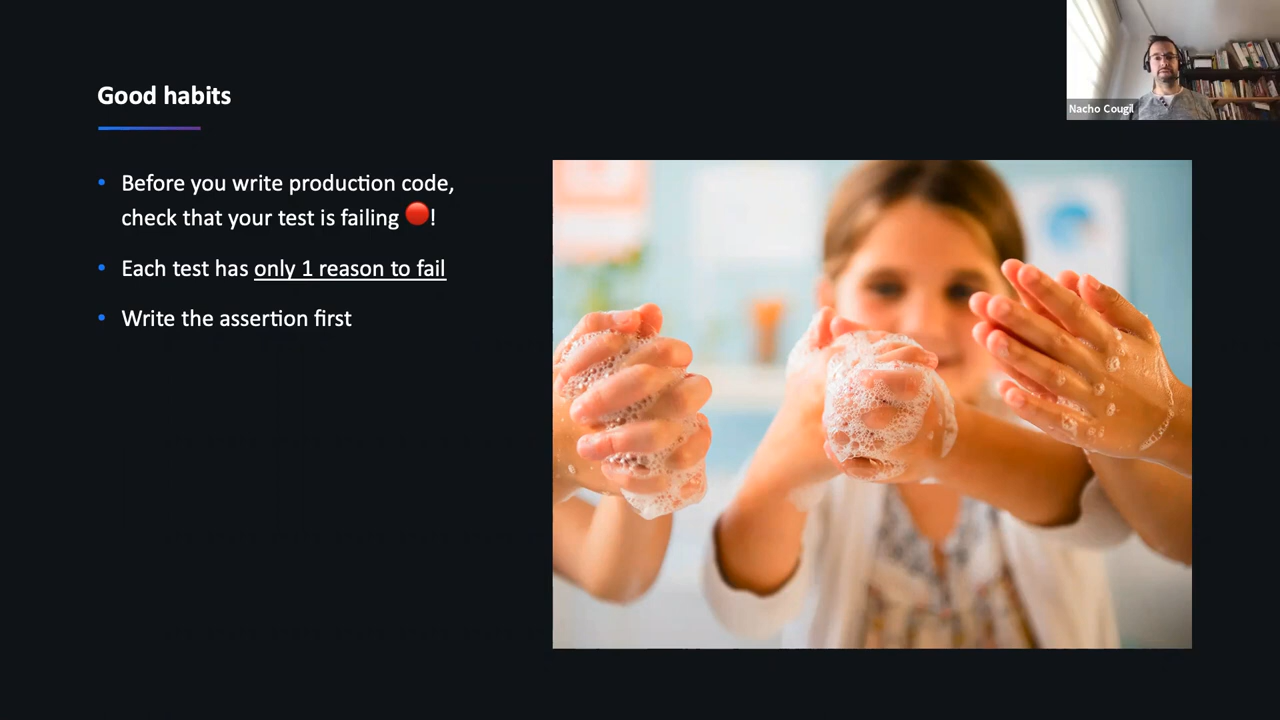 Good habits
Before you write production code,
check that your test is failing 🔴!
Each test has only 1 reason to fail
Write the assertion first
Nacho Cougil